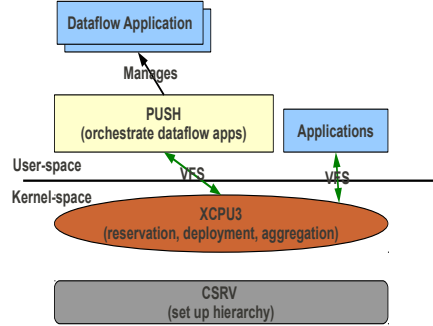 Dataflow Application
Manages
PUSH
(orchestrate dataflow apps)
Applications
User-space
VFS
VFS
Kernel-space
XCPU3
(reservation, deployment, aggregation)
CSRV
(set up hierarchy)